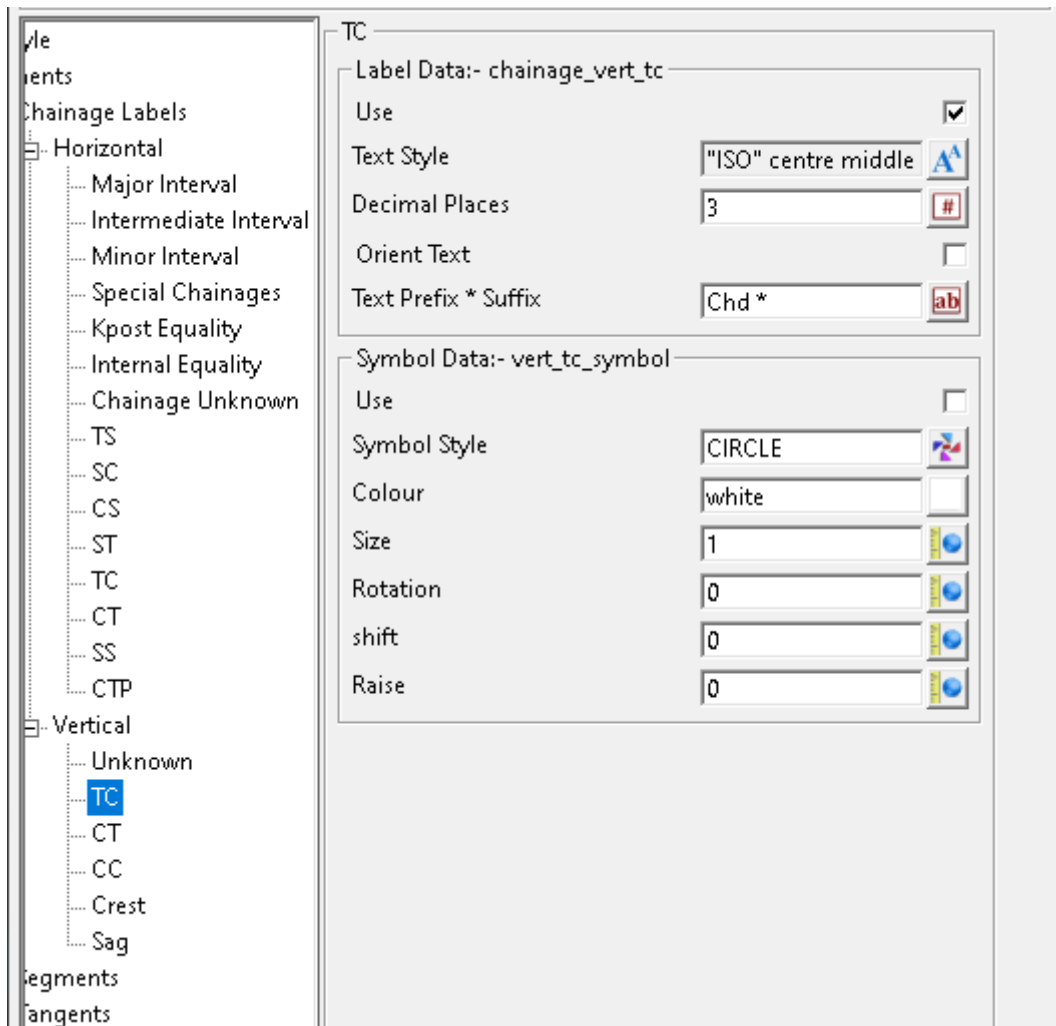 yle
ents
Chainage Labels
Horizontal
Major Interval
Intermediate Interval
Minor Interval
Special Chainages
Kpost Equality
Internal Equality
Chainage Unknown
TS
SC
CS
ST
TC
CT
SS
CTP
Vertical
Unknown
TC
CT
CC
Crest
Sag
Segments
Tangents
TC
Label Data:- chainage_vert_tc
Use
Text Style "ISO" centre middle
Decimal Places 3 #
Orient Text
Text Prefix * Suffix Chd * ab
Symbol Data:- vert_tc_symbol
Use
Symbol Style CIRCLE
Colour white
Size 1
Rotation 0
shift 0
Raise 0